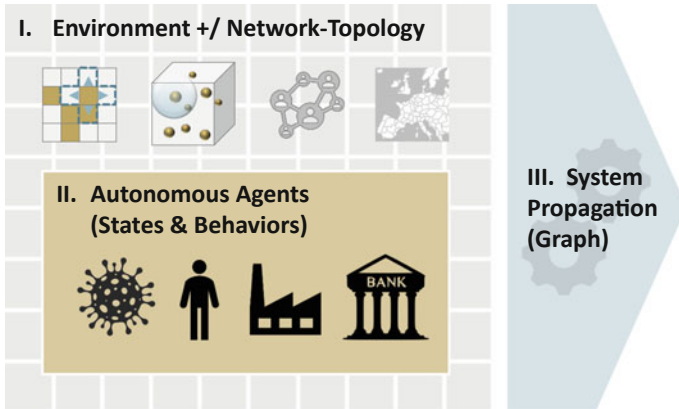 I. Environment +/ Network-Topology
II. Autonomous Agents
(States & Behaviors)
BANK
III. System
Propagation
(Graph)